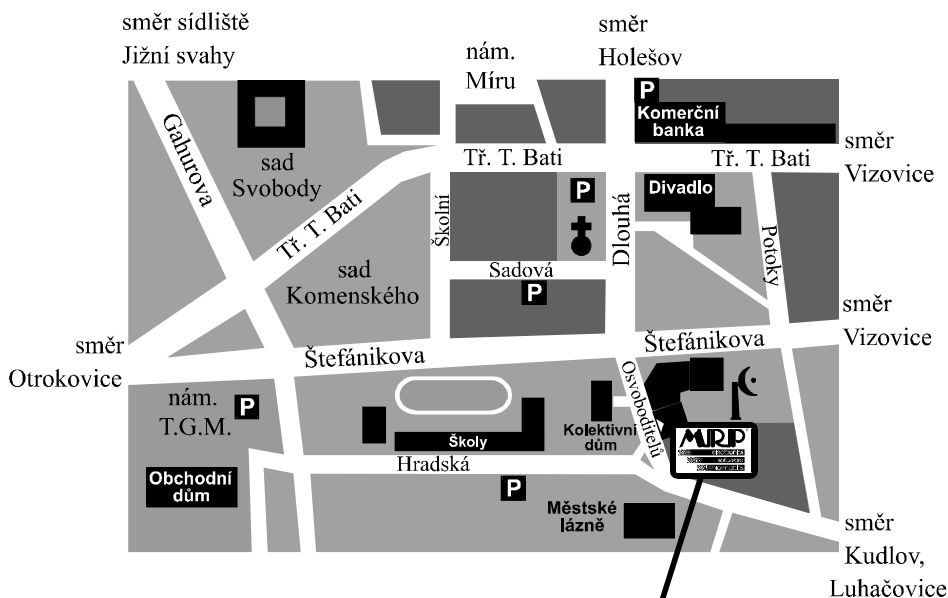 směr sídliště
Jižní svahy
směr
Holešov
nám.
Míru
P
Komerční
banka
směr
Vizovice
Gahurova
sad
Svobody
Tř. T. Bati
Tř. T. Bati
Tř. T. Bati
Školní
P
Dlouhá
Divadlo
Potoky
sad
Komenského
Sadová
P
směr
Vizovice
směr
Otrokovice
Štefánikova
Štefánikova
nám.
T.G.M.
P
Osvoboditelů
Kolektivní
dům
Školy
MRP
Hradská
Obchodní
dům
P
Městské
lázně
směr
Kudlov,
Luhačovice